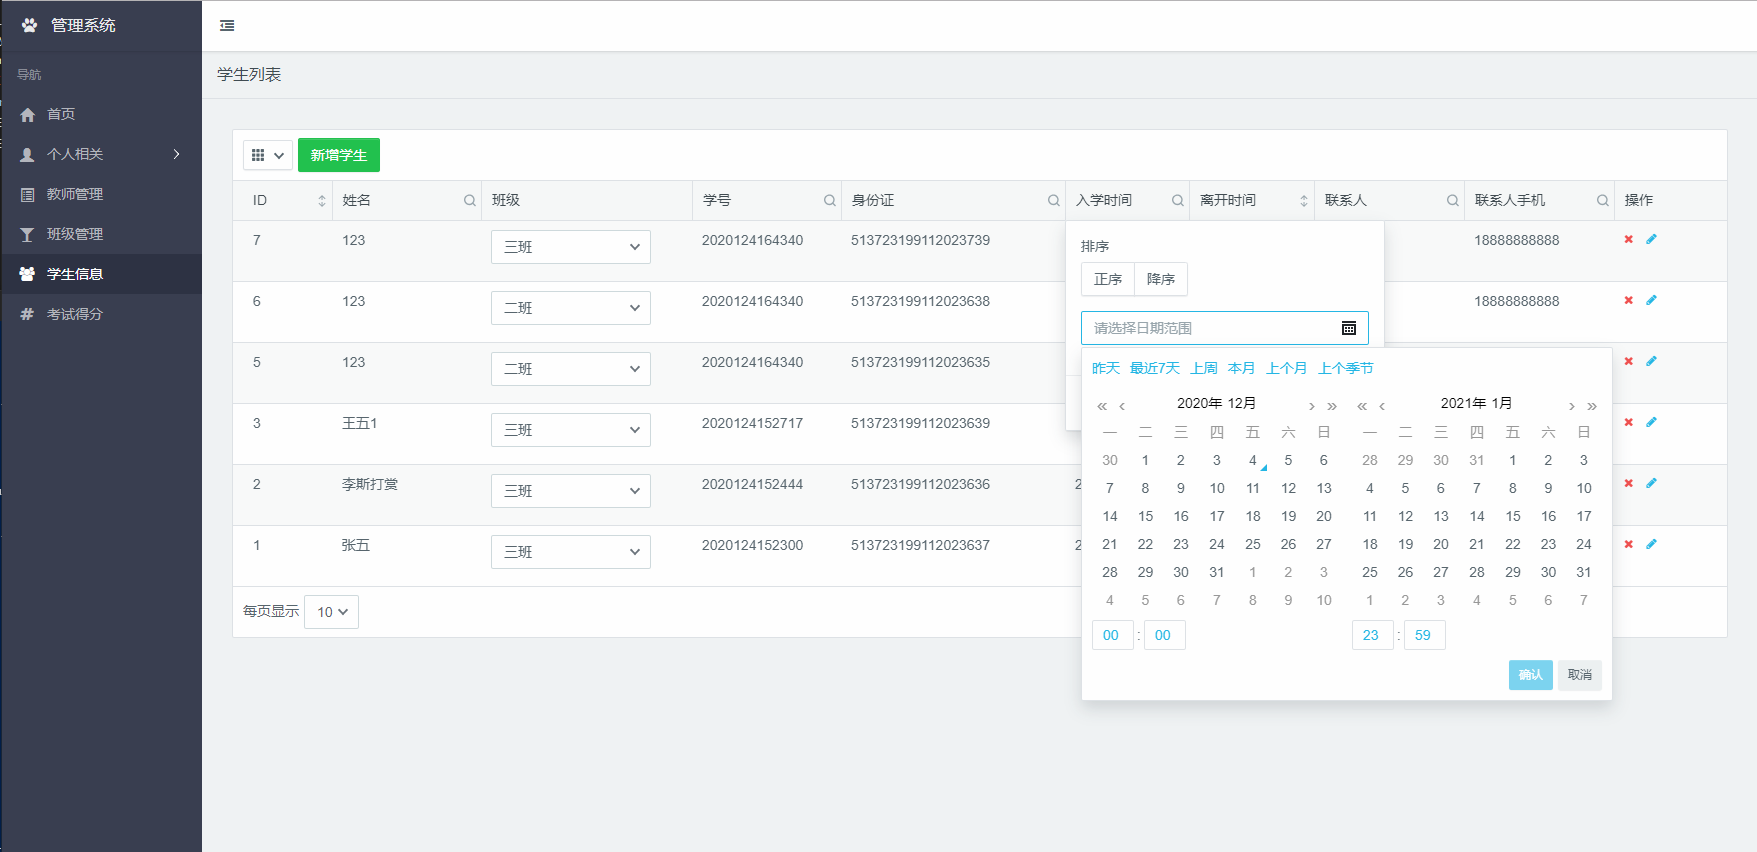 管理系统
导航
首页
个人相关
教师管理
班级管理
学生信息
考试得分
学生列表
新增学生
ID 姓名 班级 学号 身份证 入学时间 离开时间 联系人 联系人手机 操作
7 123 三班 2020124164340 513723199112023739 18888888888
6 123 二班 2020124164340 513723199112023638 18888888888
5 123 二班 2020124164340 513723199112023635
3 王五1 三班 2020124152717 513723199112023639
2 李斯打赏 三班 2020124152444 513723199112023636 2
1 张五 三班 2020124152300 513723199112023637 2
每页显示 10
排序
正序 降序
请选择日期范围
昨天 最近7天 上周 本月 上个月 上个季节
« ‹ 2020年 12月 › »
一 二 三 四 五 六 日
30 1 2 3 4 5 6
7 8 9 10 11 12 13
14 15 16 17 18 19 20
21 22 23 24 25 26 27
28 29 30 31 1 2 3
4 5 6 7 8 9 10
00 : 00
« ‹ 2021年 1月 › »
一 二 三 四 五 六 日
28 29 30 31 1 2 3
4 5 6 7 8 9 10
11 12 13 14 15 16 17
18 19 20 21 22 23 24
25 26 27 28 29 30 31
1 2 3 4 5 6 7
23 : 59
确认 取消